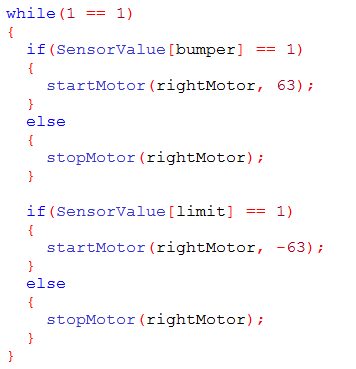 while(1 == 1)
{
  if(SensorValue[bumper] == 1)
  {
    startMotor(rightMotor, 63);
  }
  else
  {
    stopMotor(rightMotor);
  }

  if(SensorValue[limit] == 1)
  {
    startMotor(rightMotor, -63);
  }
  else
  {
    stopMotor(rightMotor);
  }
}